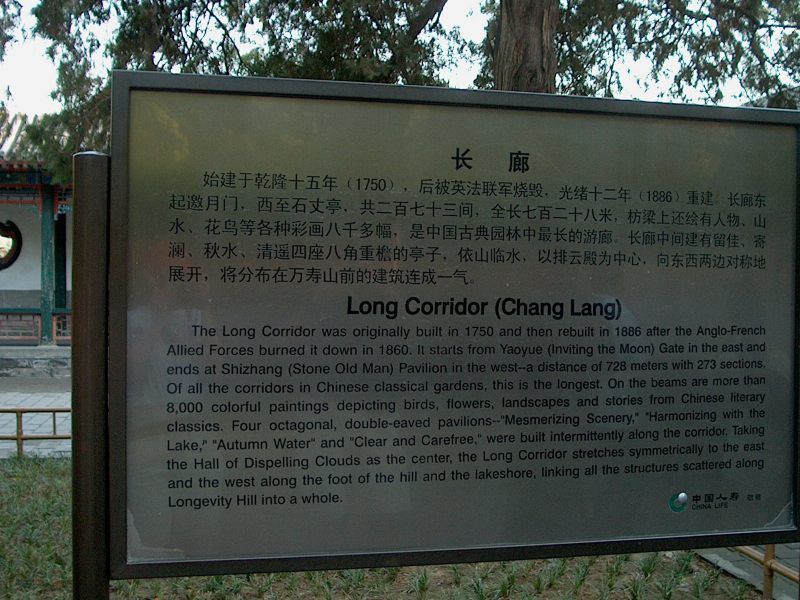 长 廊
始建于乾隆十五年（1750），后被英法联军烧毁，光绪十二年（1886）重建。长廊东
起邀月门，西至石丈亭，共二百七十三间，全长七百二十八米，枋梁上还绘有人物、山
水、花鸟等各种彩画八千多幅，是中国古典园林中最长的游廊。长廊中间建有留佳、寄
澜、秋水、清遥四座八角重檐的亭子，依山临水，以排云殿为中心，向东西两边对称地
展开，将分布在万寿山前的建筑连成一气。
Long Corridor (Chang Lang)
The Long Corridor was originally built in 1750 and then rebuilt in 1886 after the Anglo-French
Allied Forces burned it down in 1860. It starts from Yaoyue (Inviting the Moon) Gate in the east and
ends at Shizhang (Stone Old Man) Pavilion in the west--a distance of 728 meters with 273 sections.
Of all the corridors in Chinese classical gardens, this is the longest. On the beams are more than
8,000 colorful paintings depicting birds, flowers, landscapes and stories from Chinese literary
classics. Four octagonal, double-eaved pavilions--"Mesmerizing Scenery," "Harmonizing with the
Lake," "Autumn Water" and "Clear and Carefree," were built intermittently along the corridor. Taking
the Hall of Dispelling Clouds as the center, the Long Corridor stretches symmetrically to the east
and the west along the foot of the hill and the lakeshore, linking all the structures scattered along
Longevity Hill into a whole.
中国人寿 敬赠
CHINA LIFE